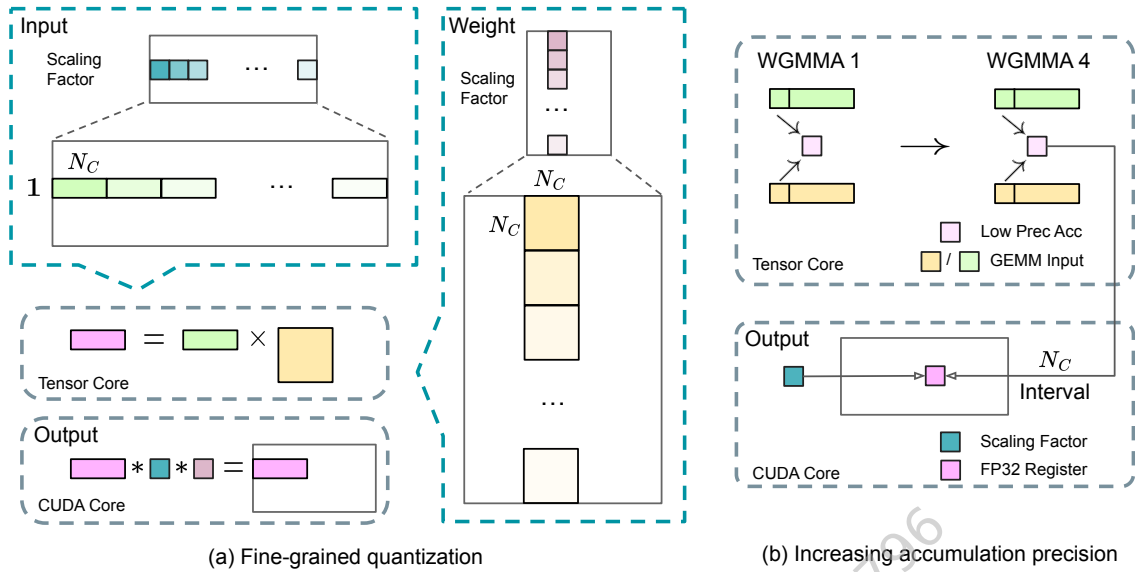 Input
Scaling
Factor
...
N_C
1
...
Weight
Scaling
Factor
...
N_C
N_C
...
= ×
Tensor Core
Output
* * =
CUDA Core
(a) Fine-grained quantization
WGMMA 1
WGMMA 4
Low Prec Acc
/ GEMM Input
Tensor Core
Output
N_C
Interval
Scaling Factor
FP32 Register
CUDA Core
(b) Increasing accumulation precision
796